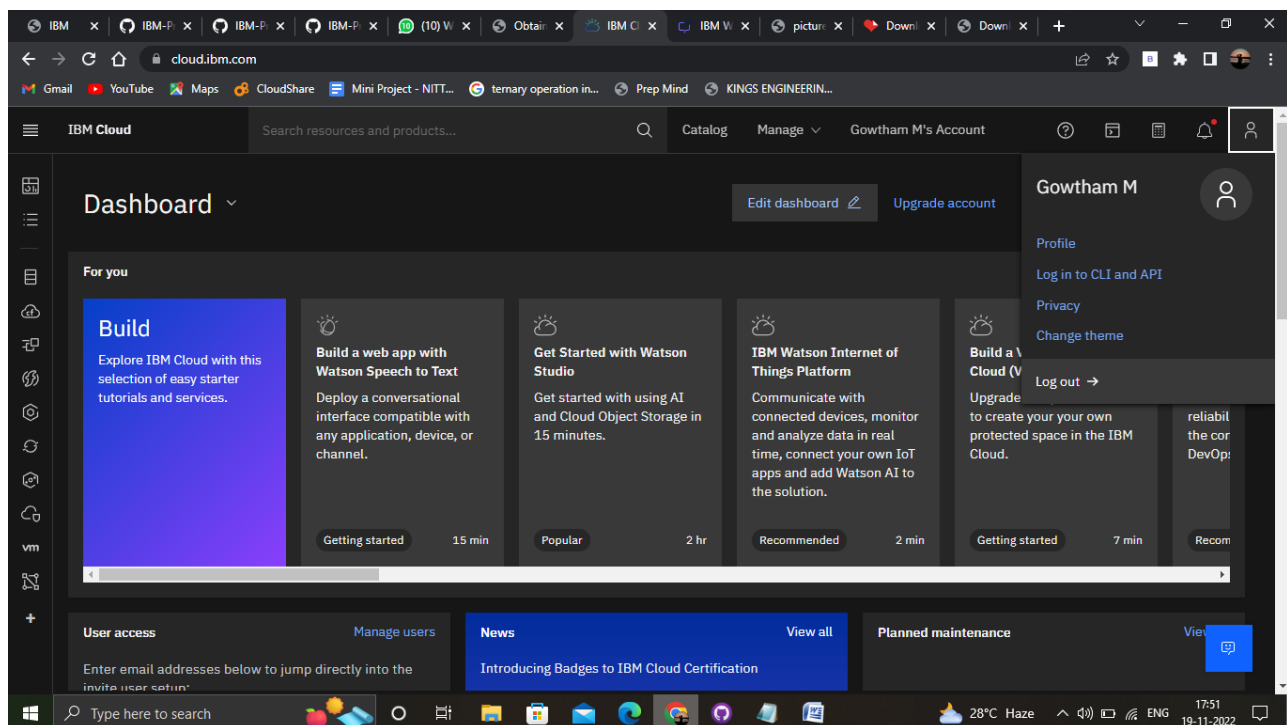 IBM
IBM-P
IBM-P
IBM-P
(10) W
Obtain
IBM Cl
IBM W
picture
Downl
Downl
cloud.ibm.com
Gmail YouTube Maps CloudShare Mini Project - NITT... ternary operation in... Prep Mind KINGS ENGINEERIN...
IBM Cloud Search resources and products... Catalog Manage Gowtham M's Account
Dashboard Edit dashboard Upgrade account
Gowtham M
Profile
Log in to CLI and API
Privacy
Change theme
Log out →
For you
Build
Explore IBM Cloud with this
selection of easy starter
tutorials and services.
Build a web app with
Watson Speech to Text
Deploy a conversational
interface compatible with
any application, device, or
channel.
Getting started 15 min
Get Started with Watson
Studio
Get started with using AI
and Cloud Object Storage in
15 minutes.
Popular 2 hr
IBM Watson Internet of
Things Platform
Communicate with
connected devices, monitor
and analyze data in real
time, connect your own IoT
apps and add Watson AI to
the solution.
Recommended 2 min
Build a V
Cloud (V
Upgrade
to create your your own
protected space in the IBM
Cloud.
Getting started 7 min
reliabil
the cor
DevOps
Recom
vm
User access Manage users
Enter email addresses below to jump directly into the
invite user setup:
News View all
Introducing Badges to IBM Cloud Certification
Planned maintenance Vie
Type here to search
28°C Haze ENG
17:51
19-11-2022